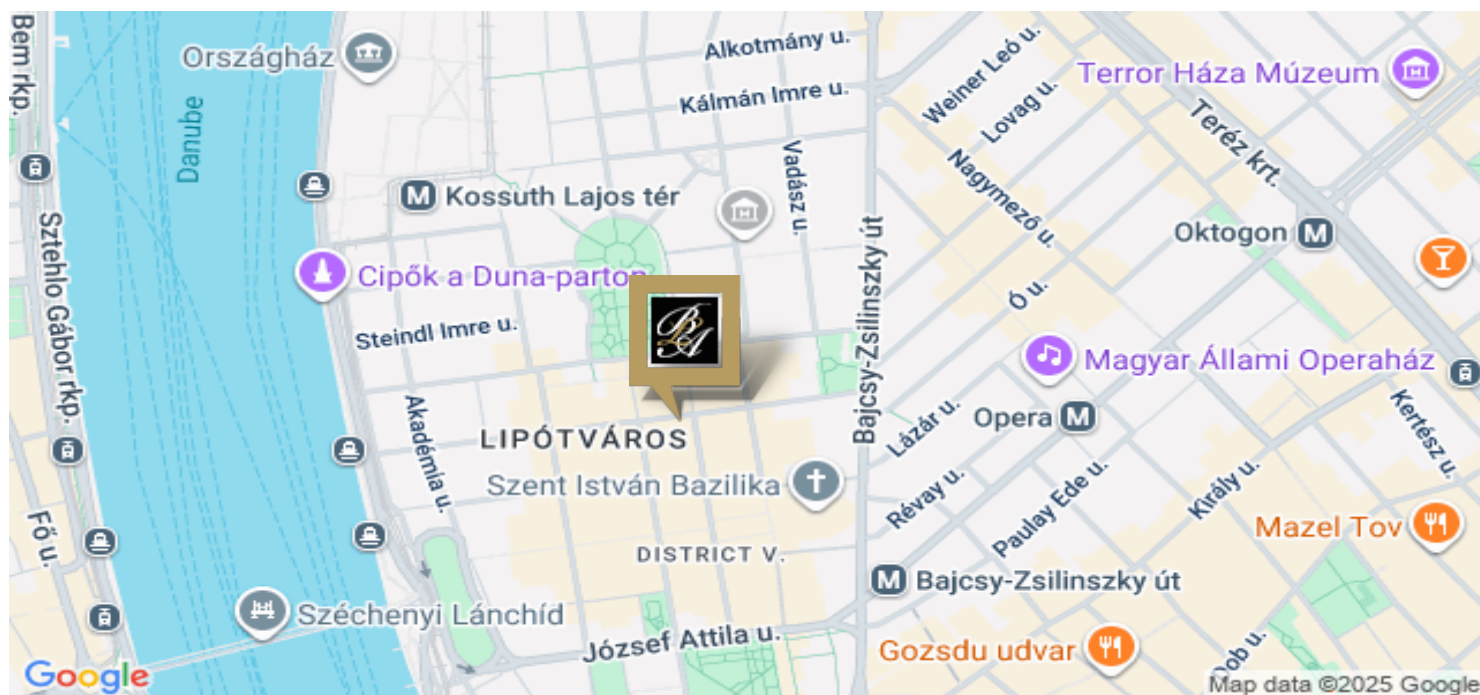 Bem rkp.
Országház
Alkotmány u.
Weiner Leó u.
Terror Háza Múzeum
Kálmán Imre u.
Lovag u.
Danube
Teréz krt.
Vadász u.
Nagymező u.
M Kossuth Lajos tér
Oktogon M
Sztehlo Gábor rkp.
Bajcsy-Zsilinszky út
Cipők a Duna-parton
Ó u.
Steindl Imre u.
BLA
Magyar Állami Operaház
Akadémia u.
Lázár u.
Opera M
Kertész u.
LIPÓTVÁROS
Szent István Bazilika
Révay u.
Paulay Ede u.
Király u.
Fő u.
Mazel Tov
DISTRICT V.
M Bajcsy-Zsilinszky út
Széchenyi Lánchíd
József Attila u.
Gozsdu udvar
Dob u.
Google
Map data ©2025 Google